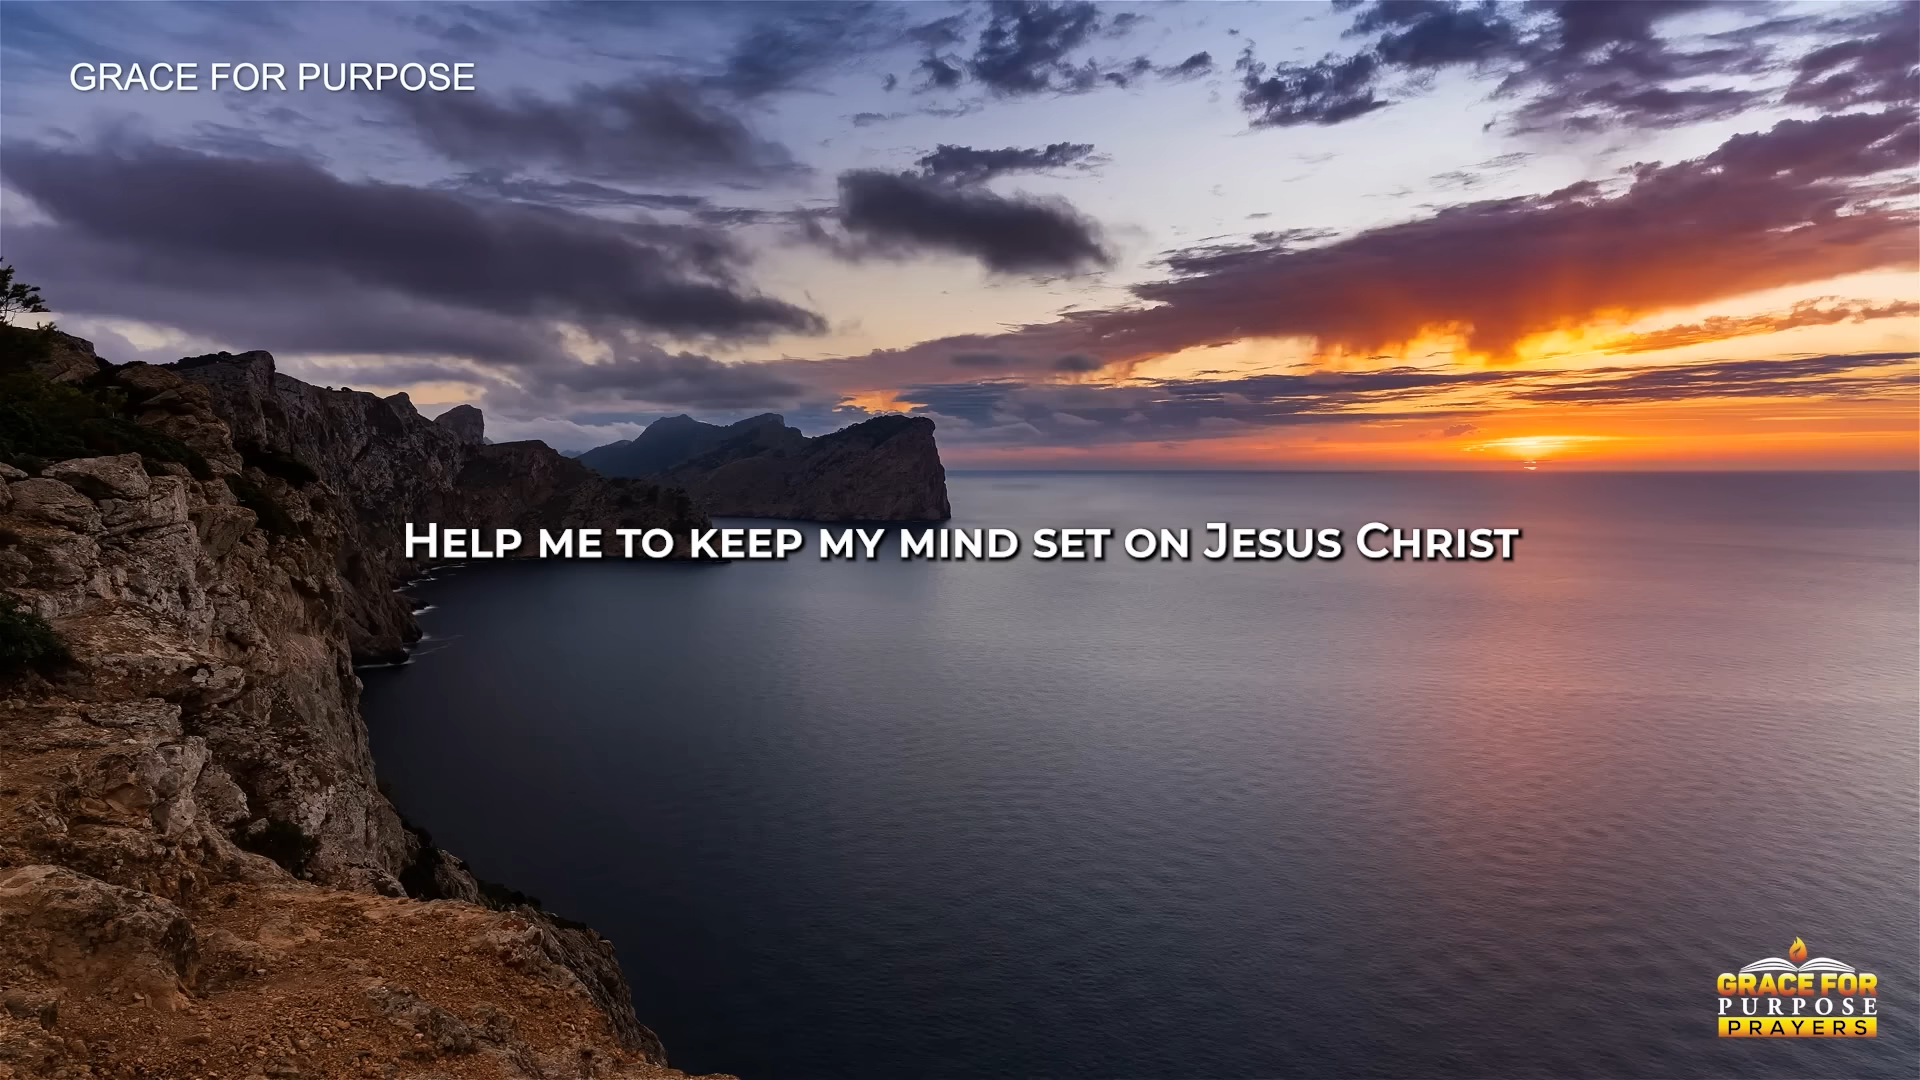 GRACE FOR PURPOSE
Help me to keep my mind set on Jesus Christ
GRACE FOR
PURPOSE
PRAYERS